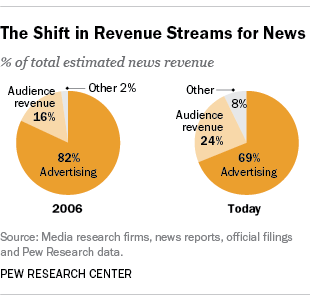 The Shift in Revenue Streams for News
% of total estimated news revenue
Audience
revenue
16%
Other 2%
82%
Advertising
2006
Other
8%
Audience
revenue
24%
69%
Advertising
Today
Source: Media research firms, news reports, official filings
and Pew Research data.
PEW RESEARCH CENTER